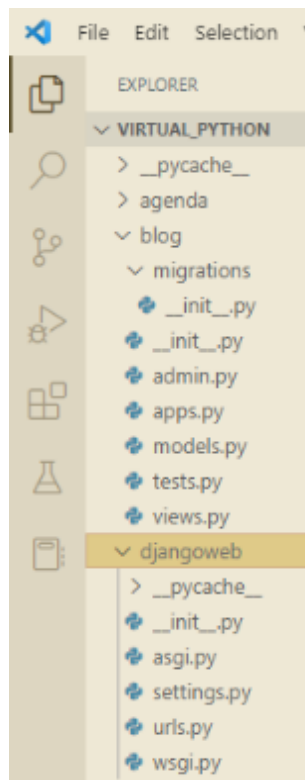 File Edit Selection
EXPLORER
VIRTUAL_PYTHON
__pycache__
agenda
blog
migrations
__init__.py
__init__.py
admin.py
apps.py
models.py
tests.py
views.py
djangoweb
__pycache__
__init__.py
asgi.py
settings.py
urls.py
wsgi.py